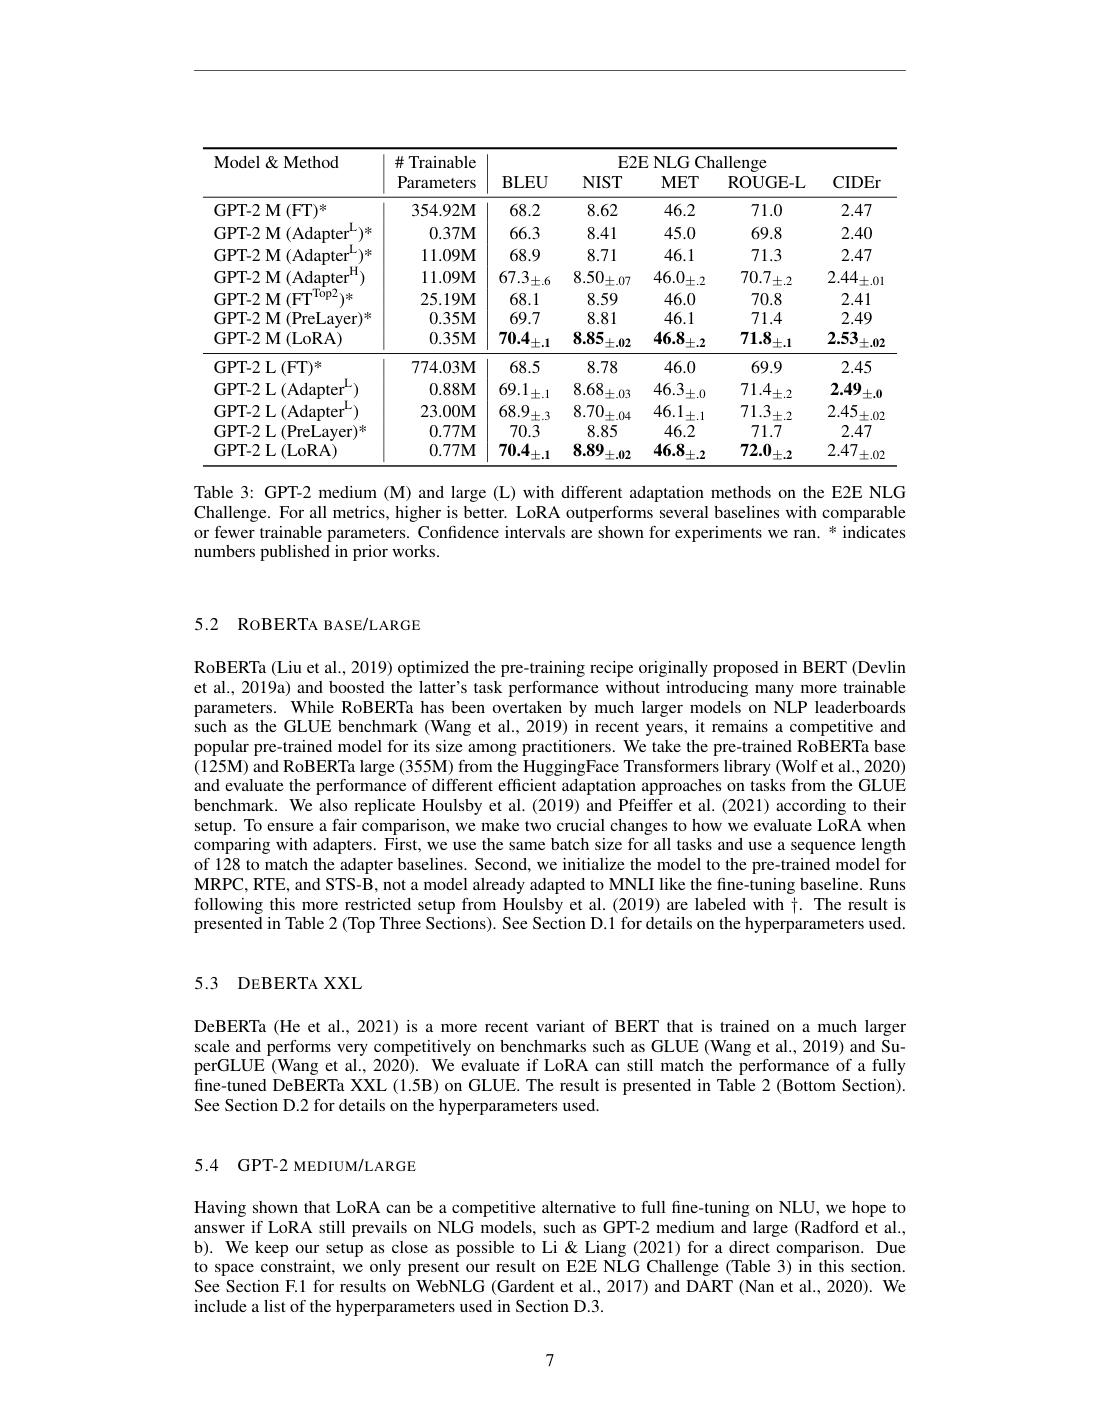 Model & Method # Trainable E2E NLG Challenge
Parameters BLEU NIST MET ROUGE-L CIDEr
GPT-2 M (FT)* 354.92M 68.2 8.62 46.2 71.0 2.47
GPT-2 M (AdapterL)* 0.37M 66.3 8.41 45.0 69.8 2.40
GPT-2 M (AdapterL)* 11.09M 68.9 8.71 46.1 71.3 2.47
GPT-2 M (AdapterH) 11.09M 67.3±.6 8.50±.07 46.0±.2 70.7±.2 2.44±.01
GPT-2 M (FTTop2)* 25.19M 68.1 8.59 46.0 70.8 2.41
GPT-2 M (PreLayer)* 0.35M 69.7 8.81 46.1 71.4 2.49
GPT-2 M (LoRA) 0.35M 70.4±.1 8.85±.02 46.8±.2 71.8±.1 2.53±.02
GPT-2 L (FT)* 774.03M 68.5 8.78 46.0 69.9 2.45
GPT-2 L (AdapterL) 0.88M 69.1±.1 8.68±.03 46.3±.0 71.4±.2 2.49±.0
GPT-2 L (AdapterL) 23.00M 68.9±.3 8.70±.04 46.1±.1 71.3±.2 2.45±.02
GPT-2 L (PreLayer)* 0.77M 70.3 8.85 46.2 71.7 2.47
GPT-2 L (LoRA) 0.77M 70.4±.1 8.89±.02 46.8±.2 72.0±.2 2.47±.02
Table 3: GPT-2 medium (M) and large (L) with different adaptation methods on the E2E NLG
Challenge. For all metrics, higher is better. LoRA outperforms several baselines with comparable
or fewer trainable parameters. Confidence intervals are shown for experiments we ran. * indicates
numbers published in prior works.
5.2 ROBERTA BASE/LARGE
RoBERTa (Liu et al., 2019) optimized the pre-training recipe originally proposed in BERT (Devlin
et al., 2019a) and boosted the latter's task performance without introducing many more trainable
parameters. While RoBERTa has been overtaken by much larger models on NLP leaderboards
such as the GLUE benchmark (Wang et al., 2019) in recent years, it remains a competitive and
popular pre-trained model for its size among practitioners. We take the pre-trained RoBERTa base
(125M) and RoBERTa large (355M) from the HuggingFace Transformers library (Wolf et al., 2020)
and evaluate the performance of different efficient adaptation approaches on tasks from the GLUE
benchmark. We also replicate Houlsby et al. (2019) and Pfeiffer et al. (2021) according to their
setup. To ensure a fair comparison, we make two crucial changes to how we evaluate LoRA when
comparing with adapters. First, we use the same batch size for all tasks and use a sequence length
of 128 to match the adapter baselines. Second, we initialize the model to the pre-trained model for
MRPC, RTE, and STS-B, not a model already adapted to MNLI like the fine-tuning baseline. Runs
following this more restricted setup from Houlsby et al. (2019) are labeled with †. The result is
presented in Table 2 (Top Three Sections). See Section D.1 for details on the hyperparameters used.
5.3 DEBERTA XXL
DeBERTa (He et al., 2021) is a more recent variant of BERT that is trained on a much larger
scale and performs very competitively on benchmarks such as GLUE (Wang et al., 2019) and Su-
perGLUE (Wang et al., 2020). We evaluate if LoRA can still match the performance of a fully
fine-tuned DeBERTa XXL (1.5B) on GLUE. The result is presented in Table 2 (Bottom Section).
See Section D.2 for details on the hyperparameters used.
5.4 GPT-2 MEDIUM/LARGE
Having shown that LoRA can be a competitive alternative to full fine-tuning on NLU, we hope to
answer if LoRA still prevails on NLG models, such as GPT-2 medium and large (Radford et al.,
b). We keep our setup as close as possible to Li & Liang (2021) for a direct comparison. Due
to space constraint, we only present our result on E2E NLG Challenge (Table 3) in this section.
See Section F.1 for results on WebNLG (Gardent et al., 2017) and DART (Nan et al., 2020). We
include a list of the hyperparameters used in Section D.3.
7